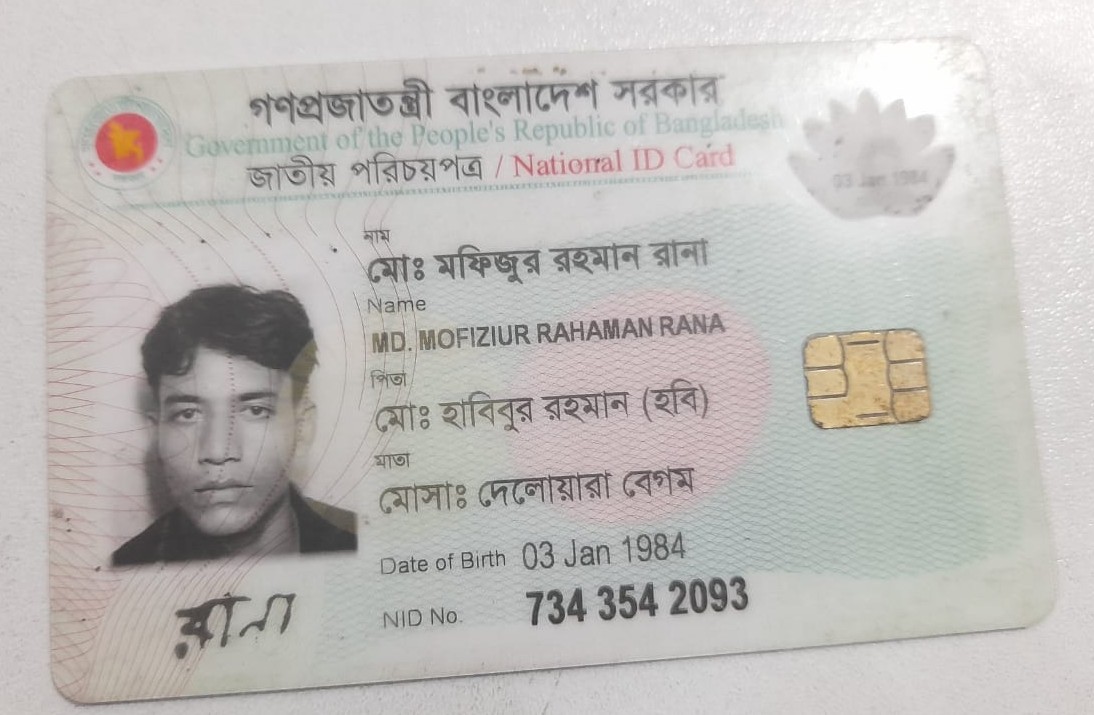 গণপ্রজাতন্ত্রী বাংলাদেশ সরকার
Government of the People's Republic of Bangladesh
জাতীয় পরিচয়পত্র / National ID Card
03 Jan 1984
নাম
মোঃ মফিজুর রহমান রানা
Name
MD. MOFIZIUR RAHAMAN RANA
পিতা
মোঃ হাবিবুর রহমান (হবি)
মাতা
মোসাঃ দেলোয়ারা বেগম
Date of Birth 03 Jan 1984
NID No. 734 354 2093
রানা